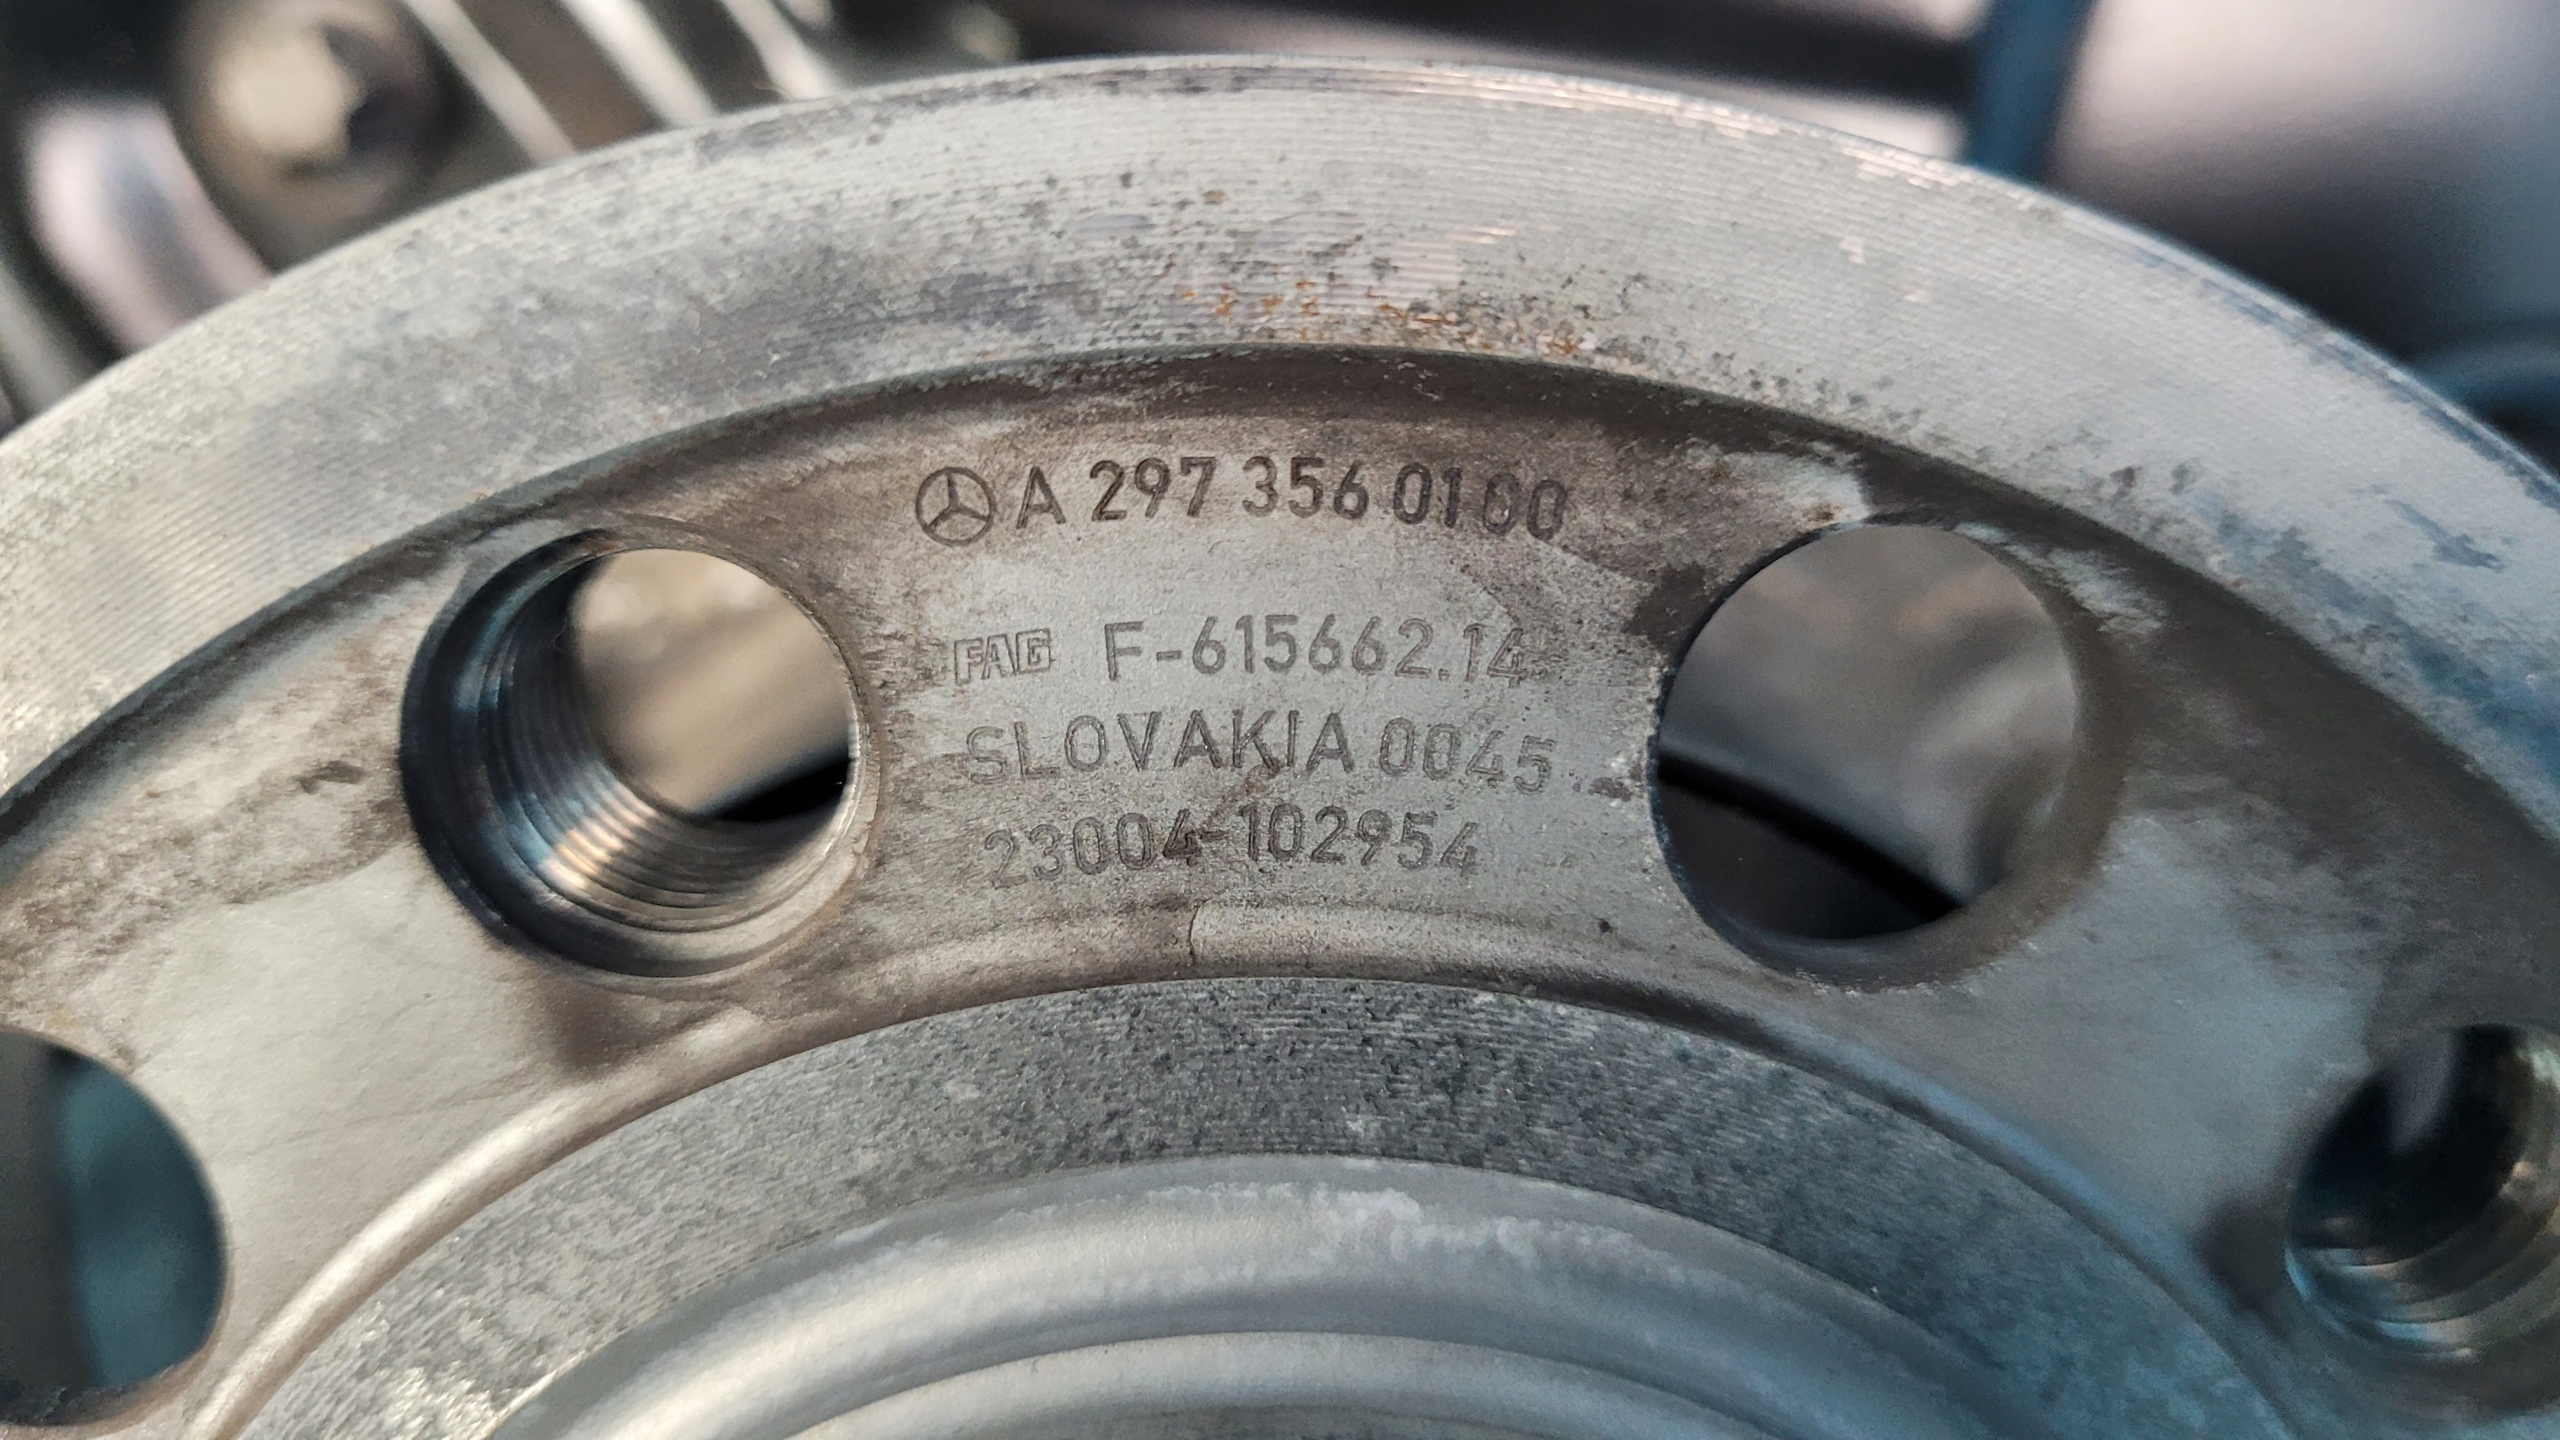 A 297 356 01 00
FAG F-615662.14
SLOVAKIA 0045
23004-102954